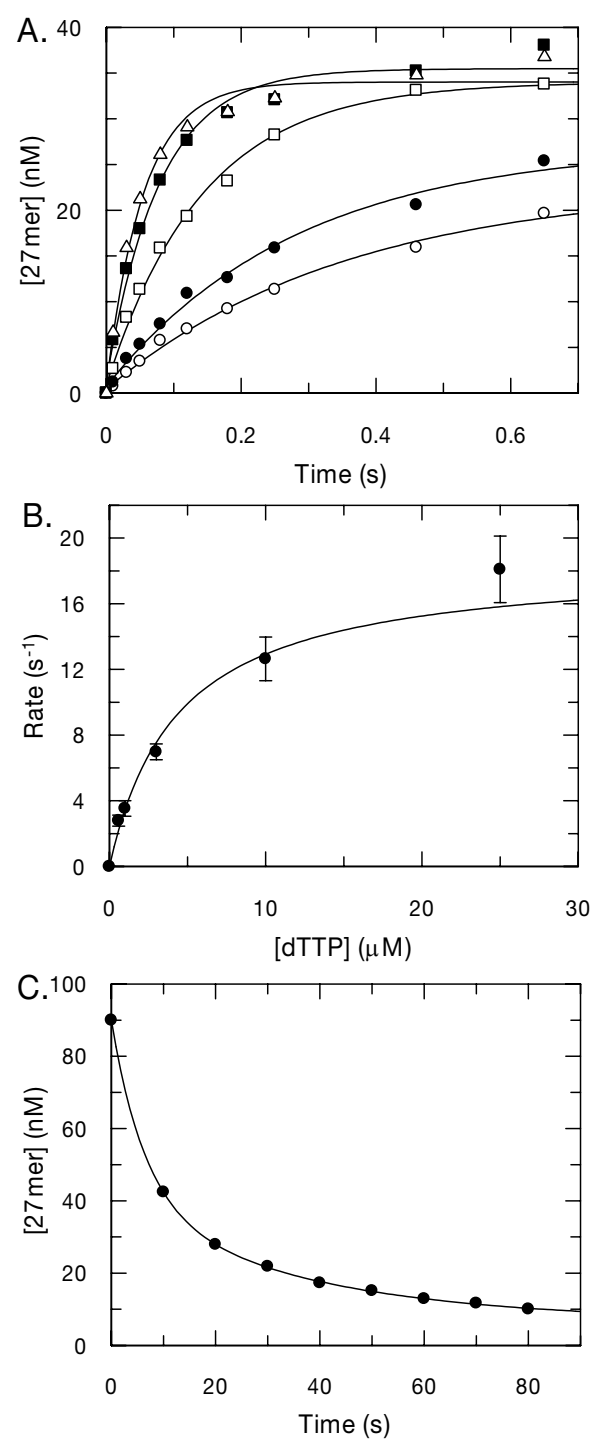 A.
40
20
0
[27mer] (nM)
0 0.2 0.4 0.6
Time (s)
B.
20
16
12
8
4
0
Rate (s⁻¹)
0 10 20 30
[dTTP] (μM)
C.
100
80
60
40
20
0
[27mer] (nM)
0 20 40 60 80
Time (s)